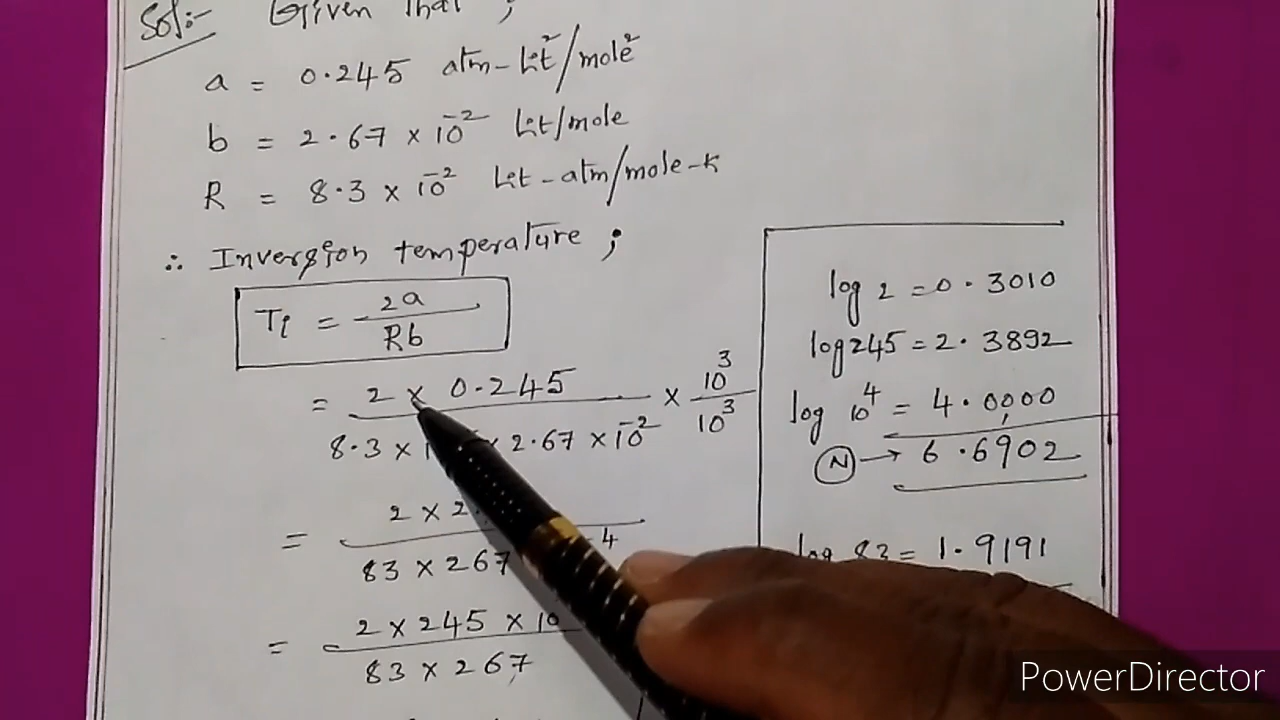 Sol:- Given that ;
a = 0.245 atm-Lit²/mole²
b = 2.67 × 10⁻² Lit/mole
R = 8.3 × 10⁻² Lit-atm/mole-K
∴ Inversion temperature ;
Ti = 2a / Rb
= 2 × 0.245 / 8.3 × 1 × 2.67 × 10⁻² × 10³ / 10³
= 2 × 2 / 83 × 267 4
= 2 × 245 × 10 / 83 × 267
log 2 = 0.3010
log 245 = 2.3892
log 10⁴ = 4.0000
N → 6.6902
log 83 = 1.9191
PowerDirector